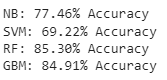 NB: 77.46% Accuracy
SVM: 69.22% Accuracy
RF: 85.30% Accuracy
GBM: 84.91% Accuracy